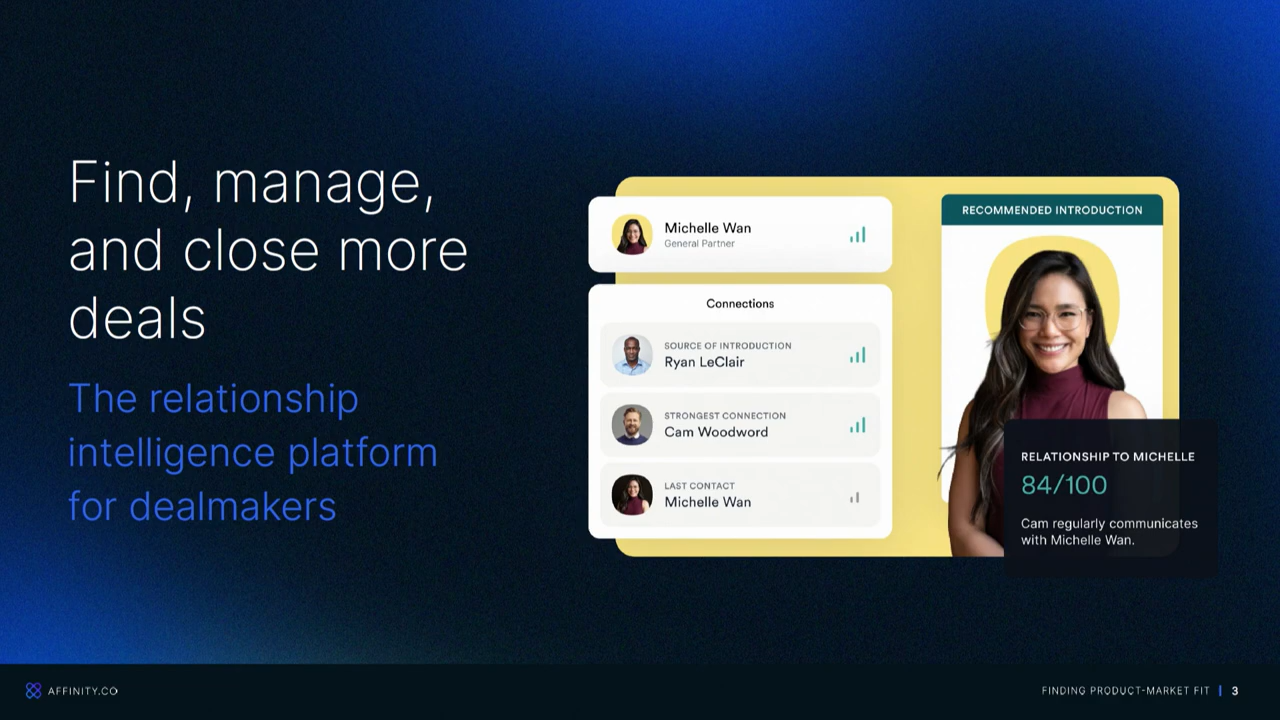 Find, manage,
and close more
deals
The relationship
intelligence platform
for dealmakers
Michelle Wan
General Partner
Connections
SOURCE OF INTRODUCTION
Ryan LeClair
STRONGEST CONNECTION
Cam Woodword
LAST CONTACT
Michelle Wan
RECOMMENDED INTRODUCTION
RELATIONSHIP TO MICHELLE
84/100
Cam regularly communicates
with Michelle Wan.
AFFINITY.CO
FINDING PRODUCT-MARKET FIT | 3